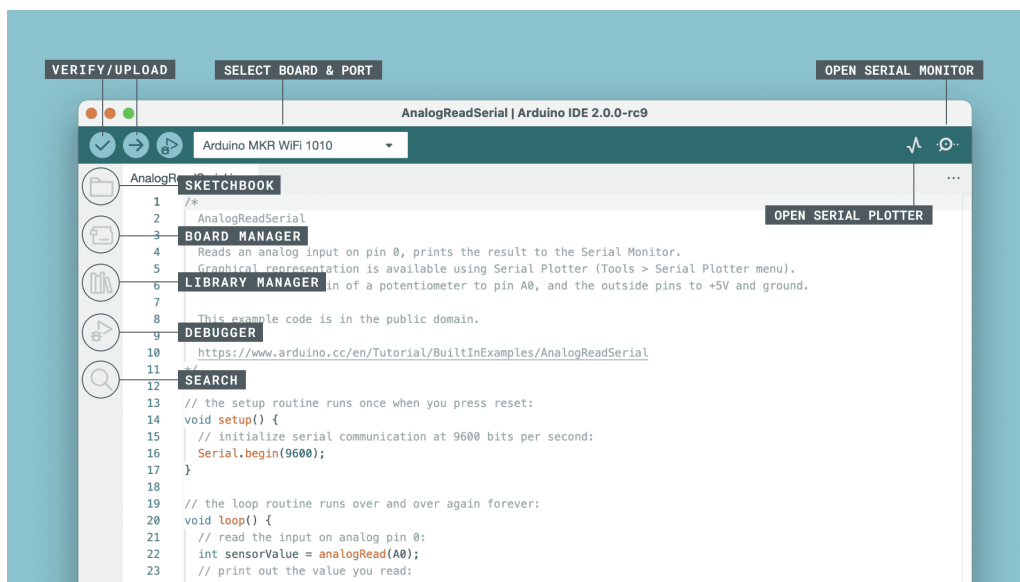 VERIFY/UPLOAD
SELECT BOARD & PORT
OPEN SERIAL MONITOR
AnalogReadSerial | Arduino IDE 2.0.0-rc9
Arduino MKR WiFi 1010
SKETCHBOOK
OPEN SERIAL PLOTTER
BOARD MANAGER
LIBRARY MANAGER
DEBUGGER
SEARCH
1 /*
2 AnalogReadSerial
3
4 Reads an analog input on pin 0, prints the result to the Serial Monitor.
5 Graphical representation is available using Serial Plotter (Tools > Serial Plotter menu).
6 of a potentiometer to pin A0, and the outside pins to +5V and ground.
7
8 This example code is in the public domain.
9
10 https://www.arduino.cc/en/Tutorial/BuiltInExamples/AnalogReadSerial
11 */
12
13 // the setup routine runs once when you press reset:
14 void setup() {
15 // initialize serial communication at 9600 bits per second:
16 Serial.begin(9600);
17 }
18
19 // the loop routine runs over and over again forever:
20 void loop() {
21 // read the input on analog pin 0:
22 int sensorValue = analogRead(A0);
23 // print out the value you read: